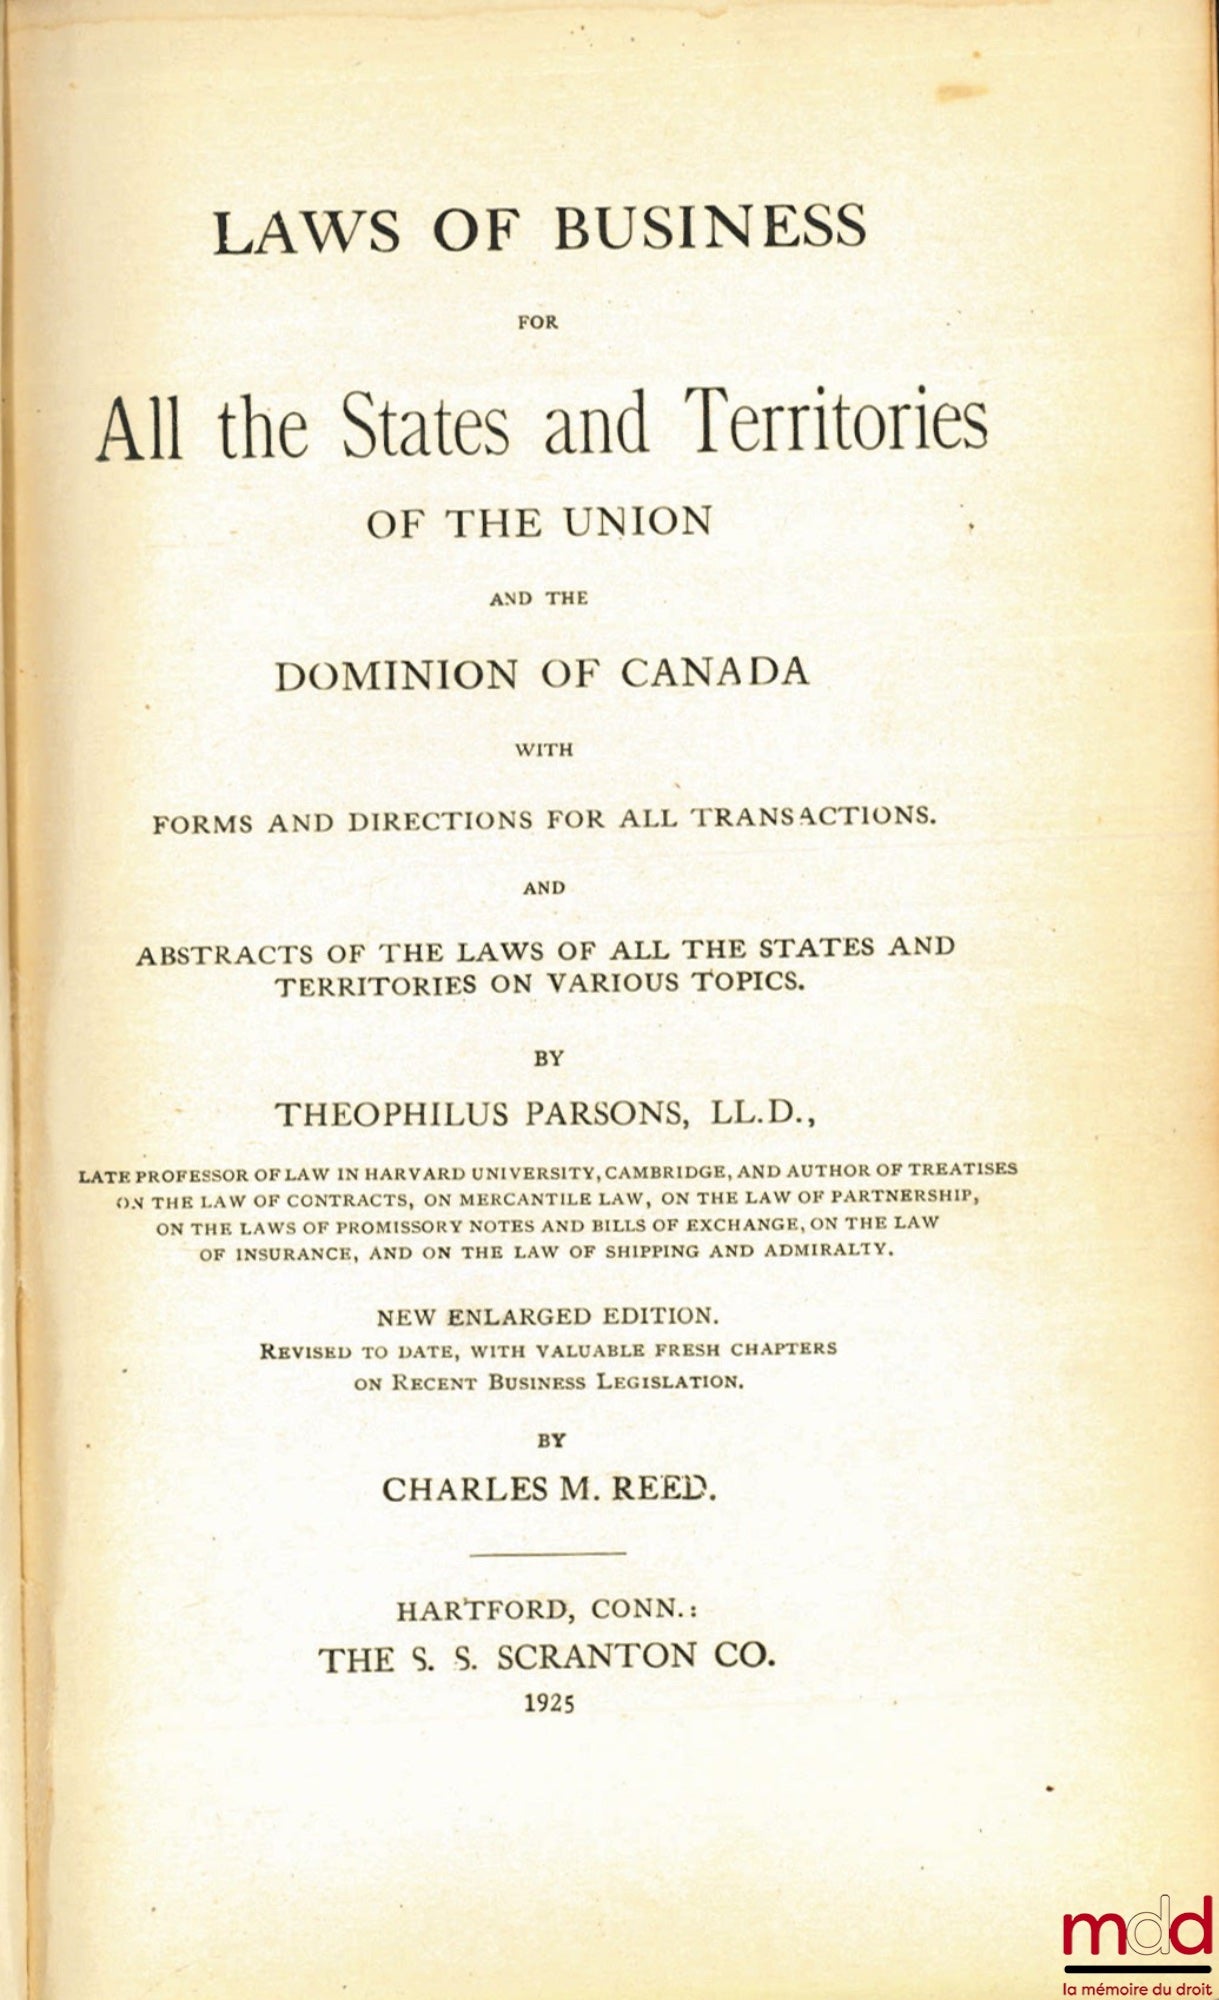 LAWS OF BUSINESS
FOR
All the States and Territories
OF THE UNION
AND THE
DOMINION OF CANADA
WITH
FORMS AND DIRECTIONS FOR ALL TRANSACTIONS.
AND
ABSTRACTS OF THE LAWS OF ALL THE STATES AND
TERRITORIES ON VARIOUS TOPICS.
BY
THEOPHILUS PARSONS, LL.D.,
LATE PROFESSOR OF LAW IN HARVARD UNIVERSITY, CAMBRIDGE, AND AUTHOR OF TREATISES
ON THE LAW OF CONTRACTS, ON MERCANTILE LAW, ON THE LAW OF PARTNERSHIP,
ON THE LAWS OF PROMISSORY NOTES AND BILLS OF EXCHANGE, ON THE LAW
OF INSURANCE, AND ON THE LAW OF SHIPPING AND ADMIRALTY.
NEW ENLARGED EDITION.
REVISED TO DATE, WITH VALUABLE FRESH CHAPTERS
ON RECENT BUSINESS LEGISLATION.
BY
CHARLES M. REED.
HARTFORD, CONN.:
THE S. S. SCRANTON CO.
1925
mdd
la mémoire du droit